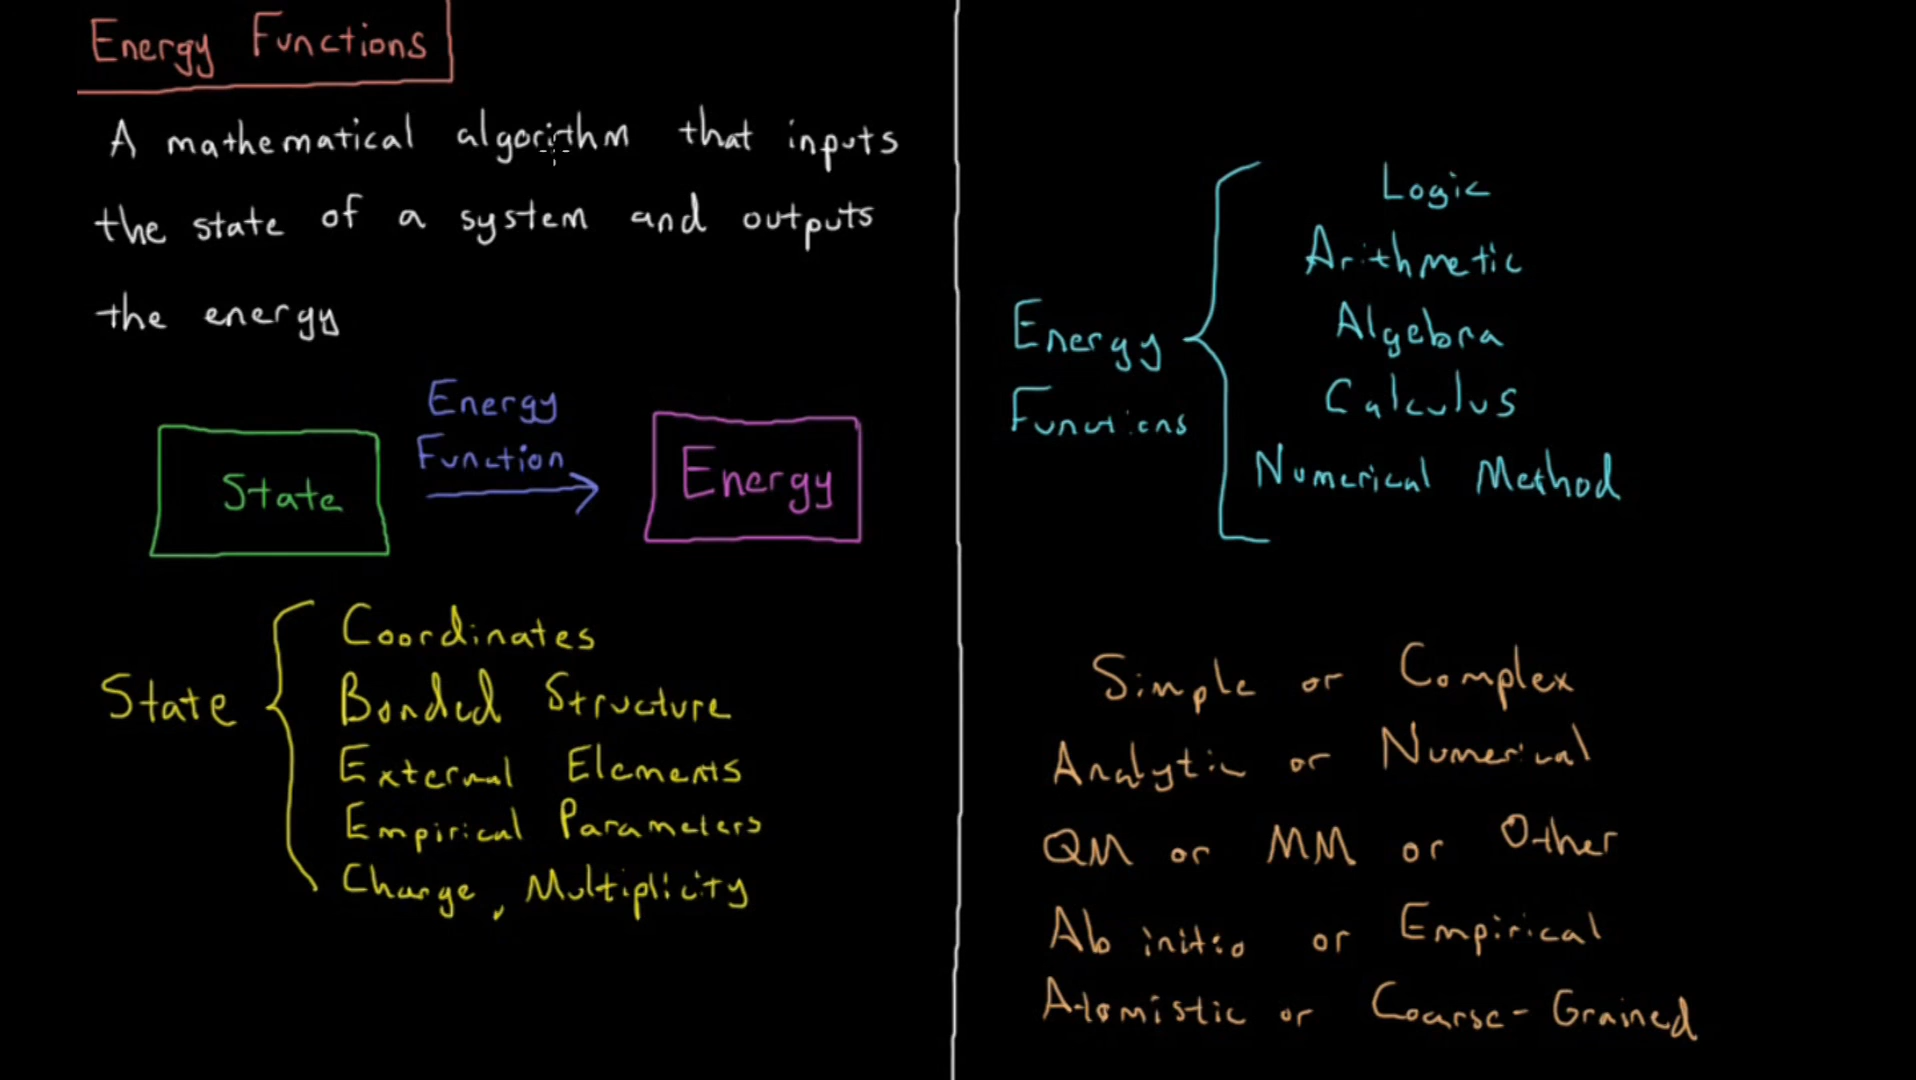 Energy Functions
A mathematical algorithm that inputs
the state of a system and outputs
the energy
Energy
Function
State
Energy
State
Coordinates
Bonded Structure
External Elements
Empirical Parameters
Charge, Multiplicity
Energy
Functions
Logic
Arithmetic
Algebra
Calculus
Numerical Method
Simple or Complex
Analytic or Numerical
QM or MM or Other
Ab initio or Empirical
Atomistic or Coarse-Grained